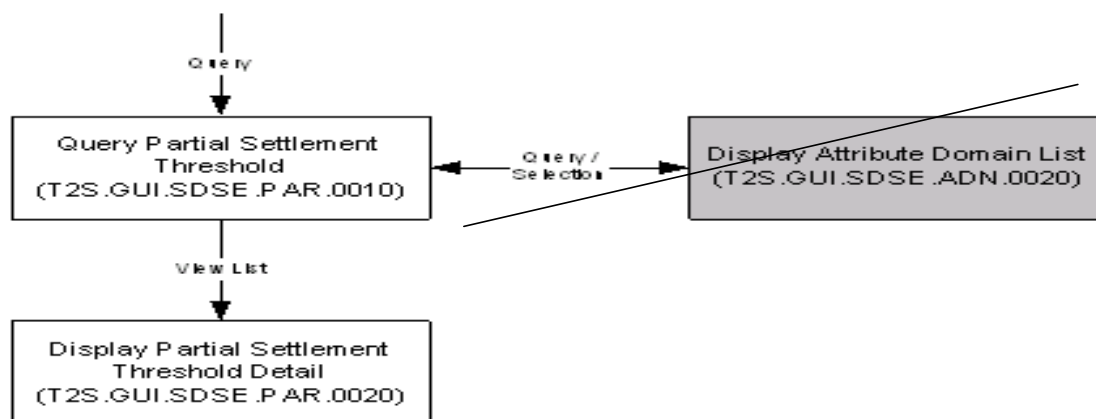 Query
Query Partial Settlement
Threshold
(T2S.GUI.SDSE.PAR.0010)
Query /
Selection
Display Attribute Domain List
(T2S.GUI.SDSE.ADN.0020)
View List
Display Partial Settlement
Threshold Detail
(T2S.GUI.SDSE.PAR.0020)